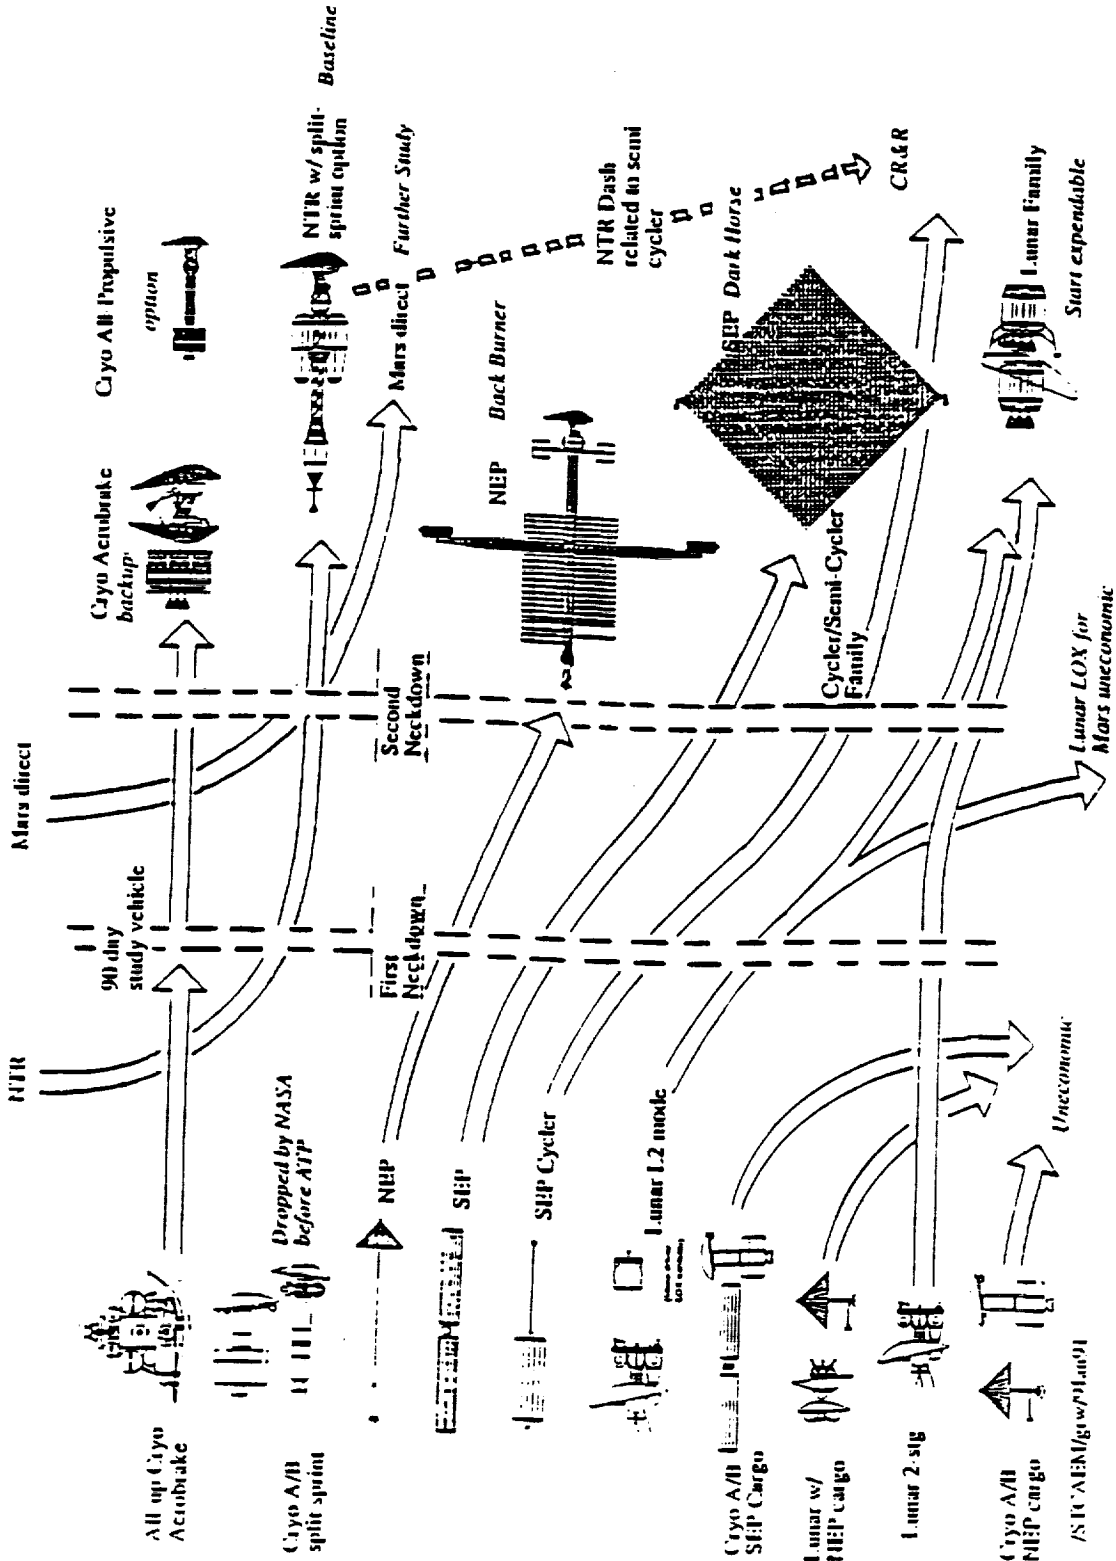 All up Cryo
Aerobrake
Cryo A/B
split sprint
Dropped by NASA
before ATP
NEP
SEP
SEP Cycler
Lunar L2 mode
Cryo A/B
SEP Cargo
Lunar w/
NEP cargo
Lunar 2-stg
Cryo A/B
NEP cargo
Uneconomic
NTR
90 day
study vehicle
First
Neckdown
Mars direct
Second
Neckdown
Lunar LOX for
Mars uneconomic
Cryo Aerobrake
backup
Cryo All-Propulsive
option
NTR w/ split-
sprint option
Baseline
Mars direct
Further Study
NEP
Back Burner
NTR Dash
related to semi
cycler
SEP
Dark Horse
Cycler/Semi-Cycler
Family
CR&R
Lunar Family
Start expendable